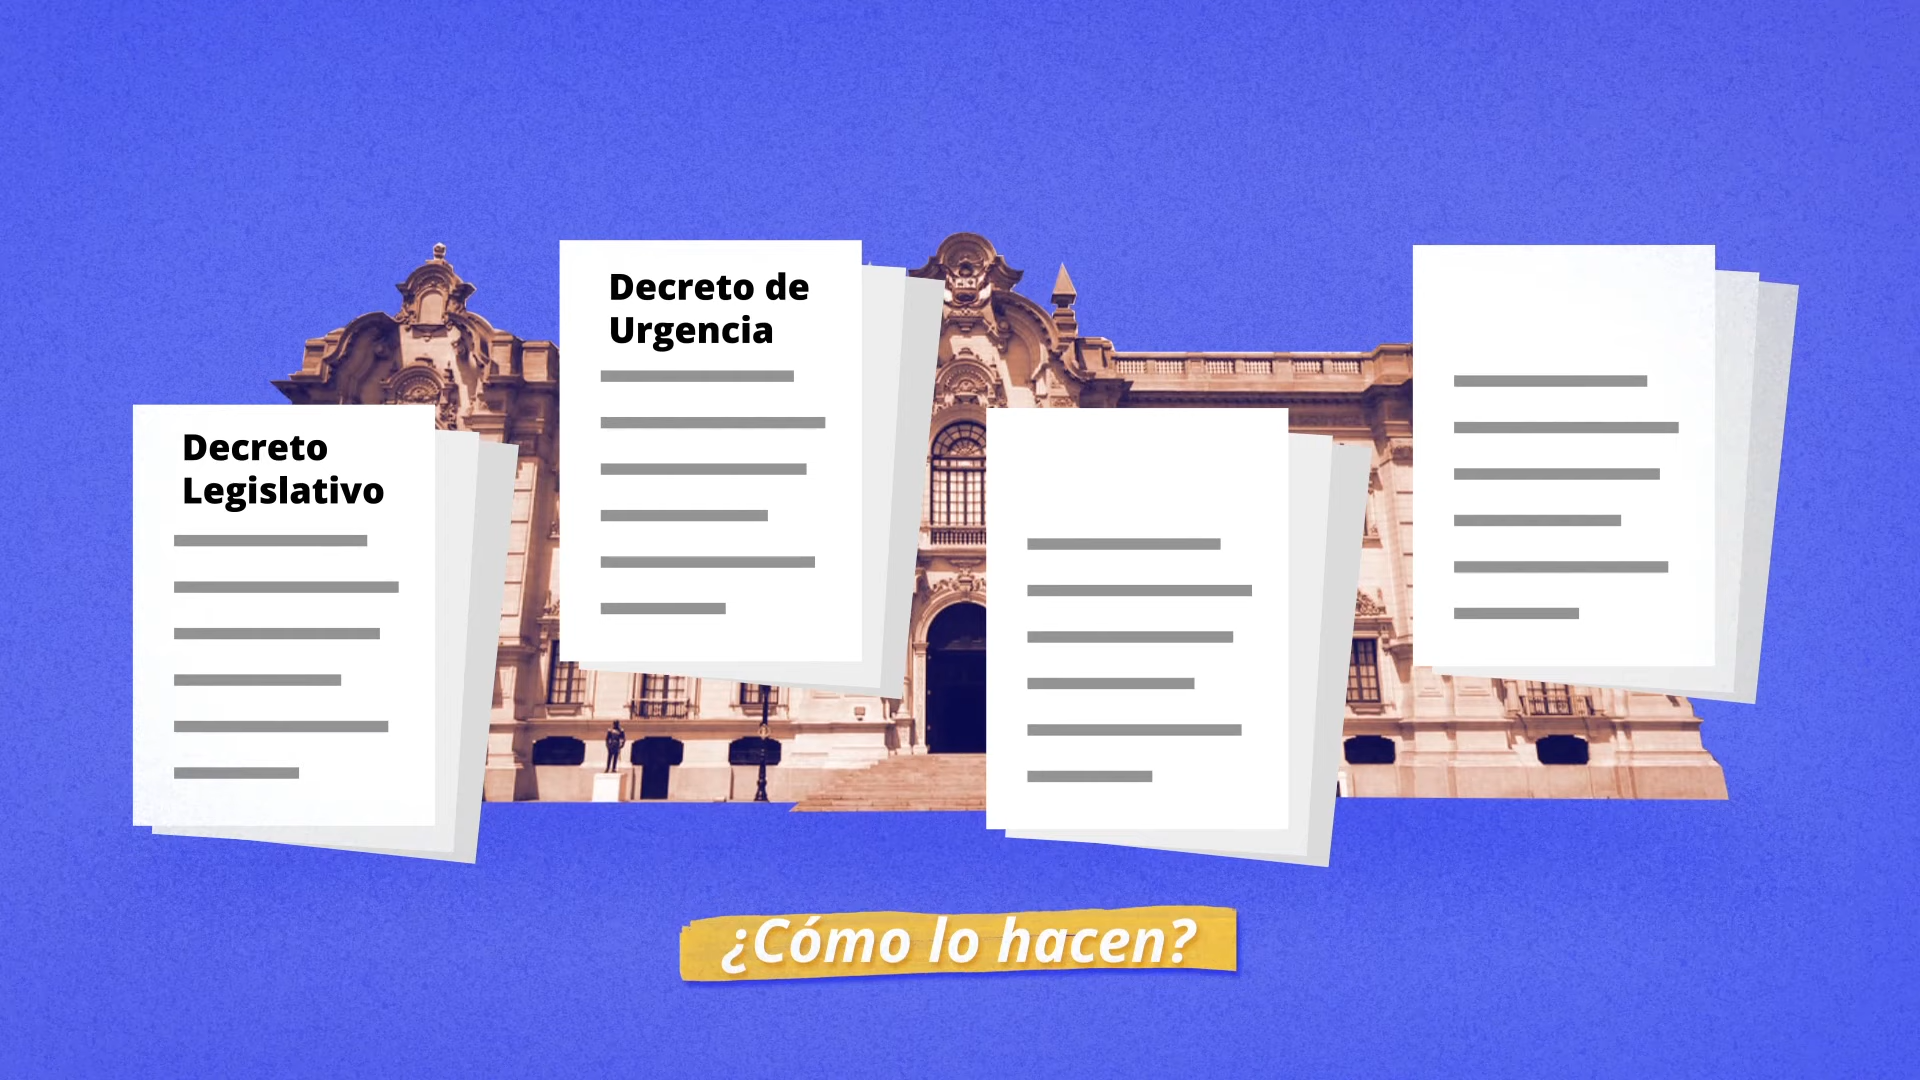 Decreto
Legislativo
Decreto de
Urgencia
¿Cómo lo hacen?